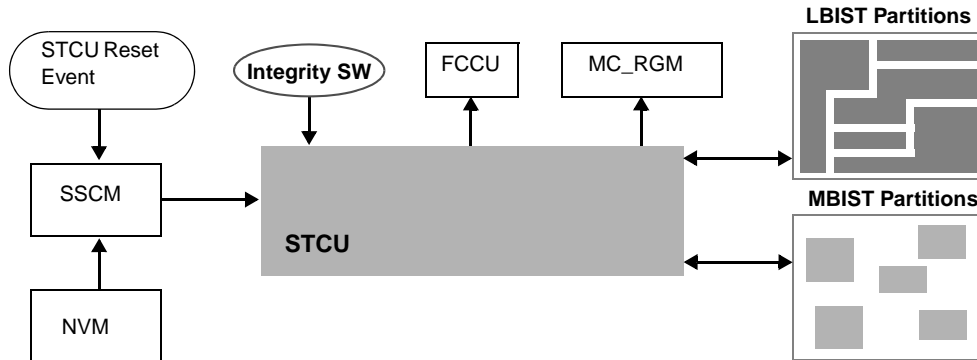 LBIST Partitions
STCU Reset
Event
Integrity SW
FCCU
MC_RGM
SSCM
MBIST Partitions
STCU
NVM